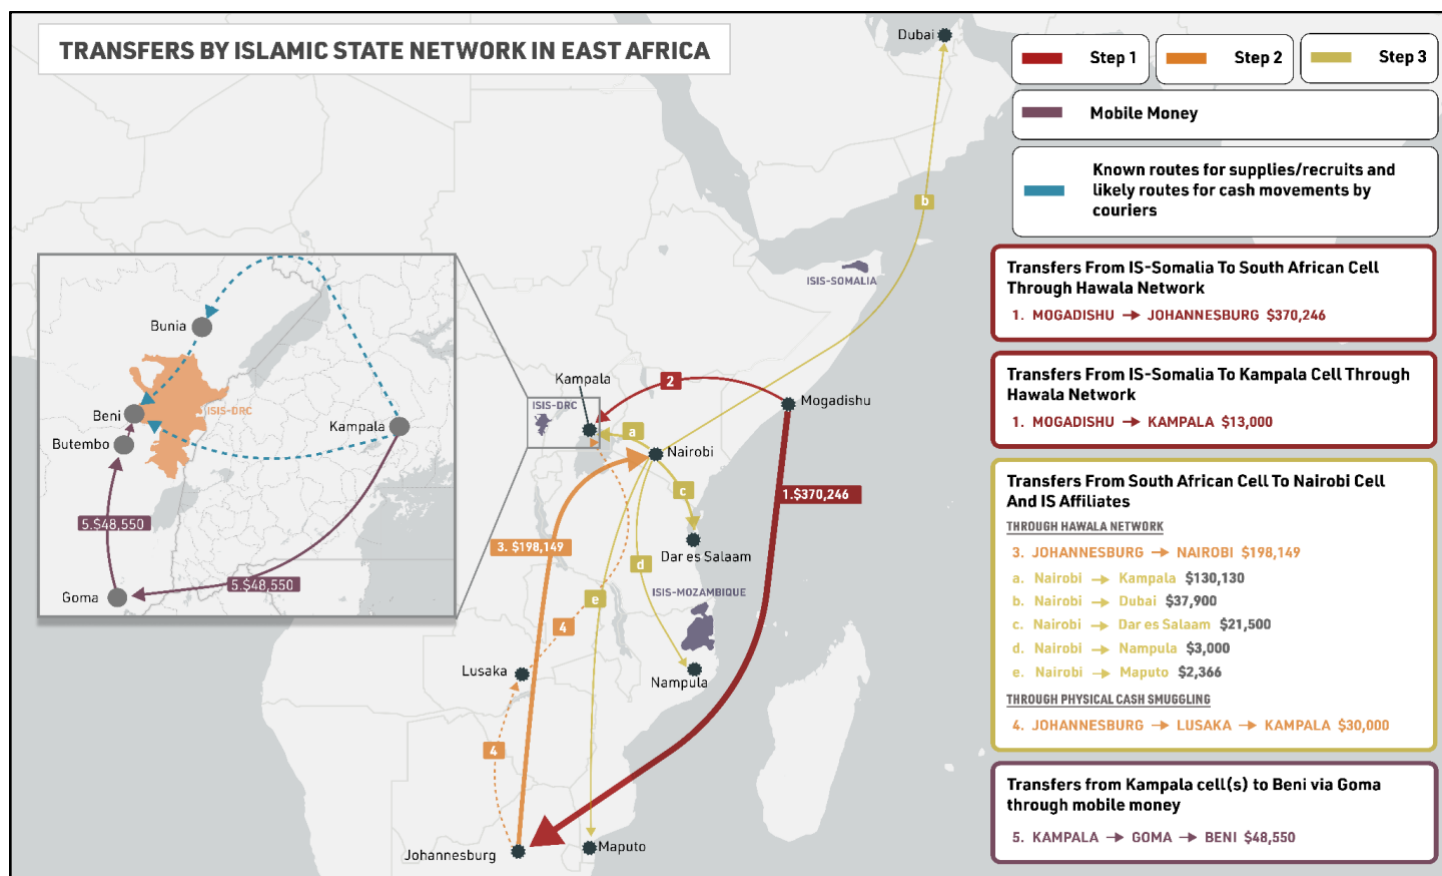 TRANSFERS BY ISLAMIC STATE NETWORK IN EAST AFRICA
Step 1
Step 2
Step 3
Mobile Money
Known routes for supplies/recruits and
likely routes for cash movements by
couriers
Transfers From IS-Somalia To South African Cell
Through Hawala Network
1. MOGADISHU → JOHANNESBURG $370,246
Transfers From IS-Somalia To Kampala Cell Through
Hawala Network
1. MOGADISHU → KAMPALA $13,000
Transfers From South African Cell To Nairobi Cell
And IS Affiliates
THROUGH HAWALA NETWORK
3. JOHANNESBURG → NAIROBI $198,149
a. Nairobi → Kampala $130,130
b. Nairobi → Dubai $37,900
c. Nairobi → Dar es Salaam $21,500
d. Nairobi → Nampula $3,000
e. Nairobi → Maputo $2,366
THROUGH PHYSICAL CASH SMUGGLING
4. JOHANNESBURG → LUSAKA → KAMPALA $30,000
Transfers from Kampala cell(s) to Beni via Goma
through mobile money
5. KAMPALA → GOMA → BENI $48,550
Dubai
b
ISIS-SOMALIA
Kampala
2
Mogadishu
ISIS-DRC
a
Nairobi
c
1.$370,246
3. $198,149
Dar es Salaam
d
ISIS-MOZAMBIQUE
e
4
Lusaka
Nampula
4
Johannesburg
Maputo
Bunia
Beni
ISIS-DRC
Butembo
Kampala
5.$48,550
5.$48,550
Goma